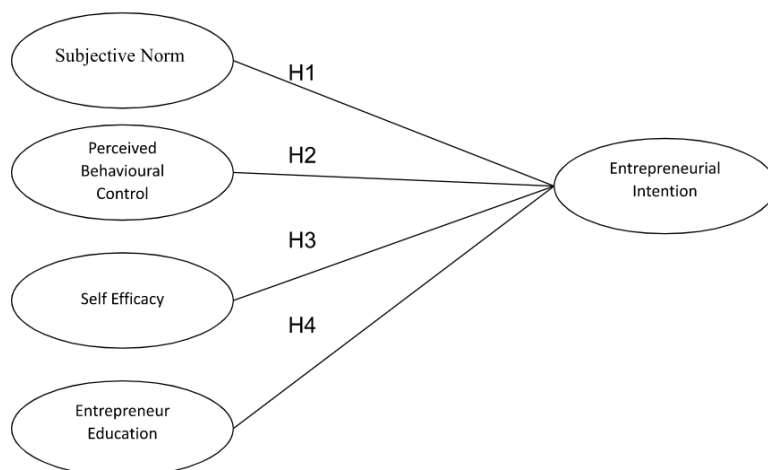 Subjective Norm
H1
Perceived
Behavioural
Control
H2
Entrepreneurial
Intention
H3
Self Efficacy
H4
Entrepreneur
Education